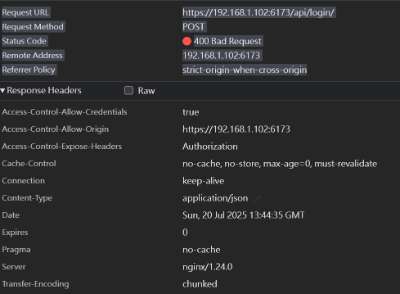 Request URL https://192.168.1.102:6173/api/login/
Request Method POST
Status Code 400 Bad Request
Remote Address 192.168.1.102:6173
Referrer Policy strict-origin-when-cross-origin
Response Headers Raw
Access-Control-Allow-Credentials true
Access-Control-Allow-Origin https://192.168.1.102:6173
Access-Control-Expose-Headers Authorization
Cache-Control no-cache, no-store, max-age=0, must-revalidate
Connection keep-alive
Content-Type application/json
Date Sun, 20 Jul 2025 13:44:35 GMT
Expires 0
Pragma no-cache
Server nginx/1.24.0
Transfer-Encoding chunked